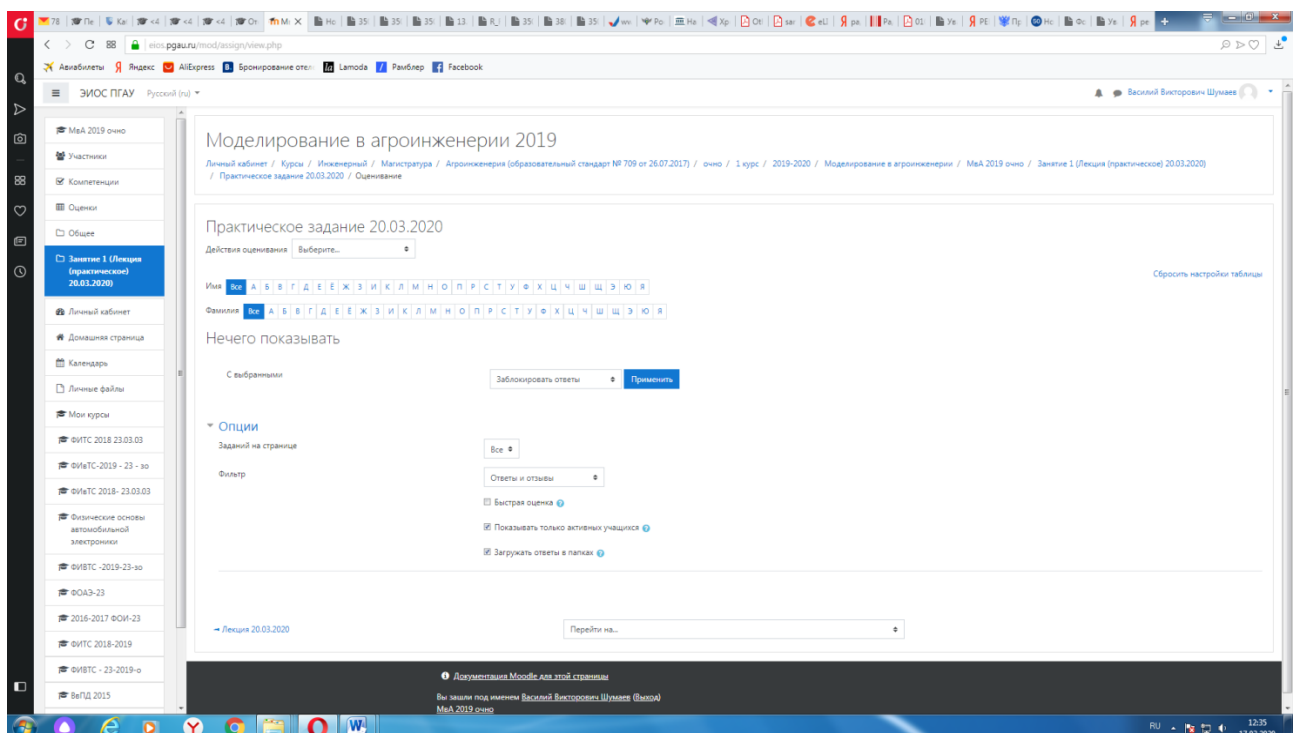 eios.pgau.ru/mod/assign/view.php
Авиабилеты Яндекс AliExpress Бронирование отел Lamoda Рамблер Facebook
ЭИОС ПГАУ Русский (ru)
Василий Викторович Шумаев
МвА 2019 очно
Участники
Компетенции
Оценки
Общее
Занятие 1 (Лекция
(практическое)
20.03.2020)
Личный кабинет
Домашняя страница
Календарь
Личные файлы
Мои курсы
ФИТС 2018 23.03.03
ФИвТС-2019 - 23 - зо
ФИвТС 2018- 23.03.03
Физические основы
автомобильной
электроники
ФИВТС -2019-23-зо
ФОАЭ-23
2016-2017 ФОИ-23
ФИТС 2018-2019
ФИВТС - 23-2019-о
ВвПД 2015
Моделирование в агроинженерии 2019
Личный кабинет / Курсы / Инженерный / Магистратура / Агроинженерия (образовательный стандарт № 709 от 26.07.2017) / очно / 1 курс / 2019-2020 / Моделирование в агроинженерии / МвА 2019 очно / Занятие 1 (Лекция (практическое) 20.03.2020)
/ Практическое задание 20.03.2020 / Оценивание
Практическое задание 20.03.2020
Действия оценивания Выберите...
Сбросить настройки таблицы
Имя Все А Б В Г Д Е Ё Ж З И К Л М Н О П Р С Т У Ф Х Ц Ч Ш Щ Э Ю Я
Фамилия Все А Б В Г Д Е Ё Ж З И К Л М Н О П Р С Т У Ф Х Ц Ч Ш Щ Э Ю Я
Нечего показывать
С выбранными Заблокировать ответы Применить
Опции
Заданий на странице Все
Фильтр Ответы и отзывы
Быстрая оценка
Показывать только активных учащихся
Загружать ответы в папках
Лекция 20.03.2020 Перейти на...
Документация Moodle для этой страницы
Вы зашли под именем Василий Викторович Шумаев (Выход)
МвА 2019 очно
RU 12:35